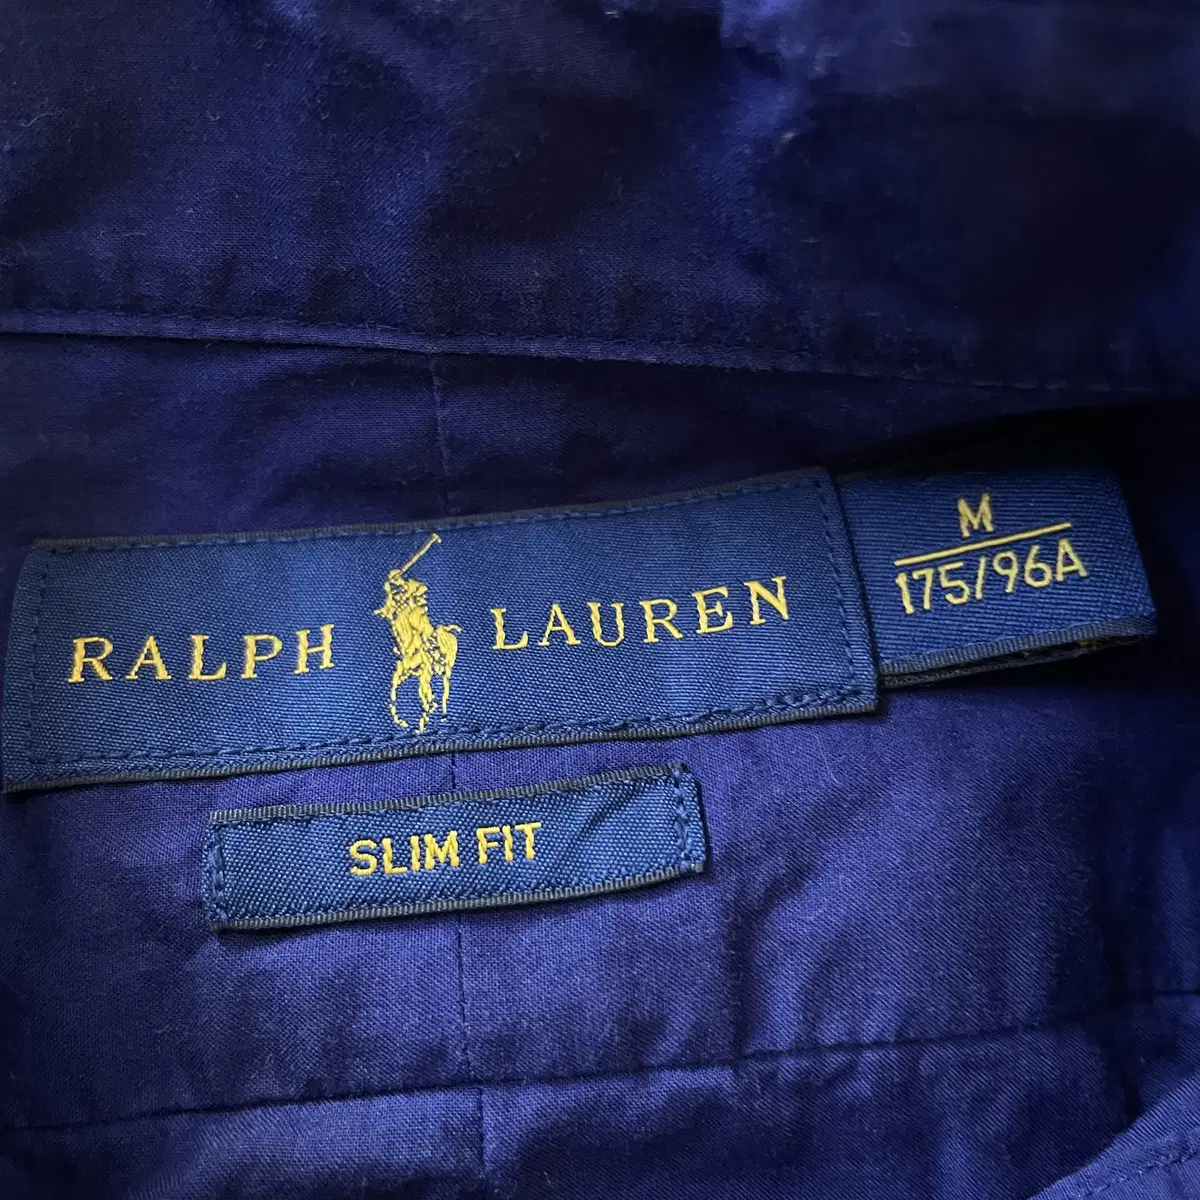 RALPH LAUREN
M
175/96A
SLIM FIT